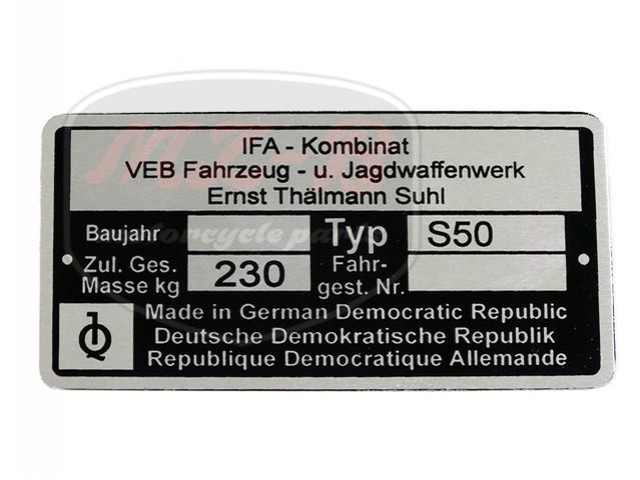 IFA - Kombinat
VEB Fahrzeug - u. Jagdwaffenwerk
Ernst Thälmann Suhl
Baujahr Typ S50
Zul. Ges. Masse kg 230 Fahr- gest. Nr.
Made in German Democratic Republic
Deutsche Demokratische Republik
Republique Democratique Allemande